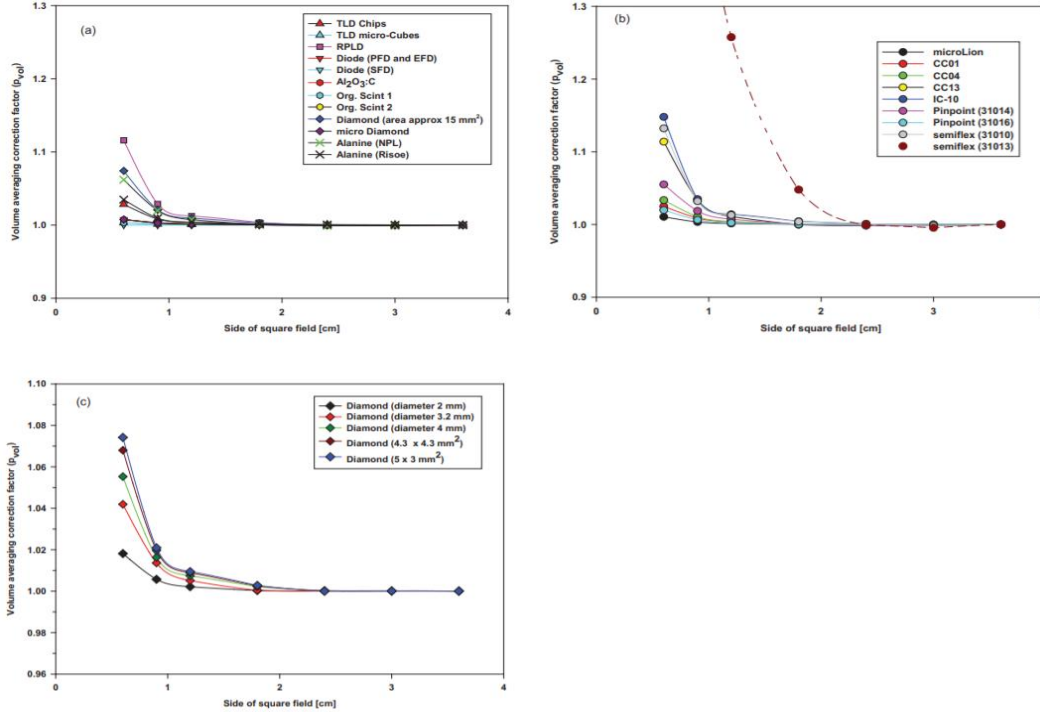 (a)
Volume averaging correction factor (pvol)
1.3
1.2
1.1
1.0
0.9
0
1
2
3
4
Side of square field [cm]
TLD Chips
TLD micro-Cubes
RPLD
Diode (PFD and EFD)
Diode (SFD)
Al2O3:C
Org. Scint 1
Org. Scint 2
Diamond (area approx 15 mm2)
micro Diamond
Alanine (NPL)
Alanine (Risoe)
(b)
Volume averaging correction factor (pvol)
1.3
1.2
1.1
1.0
0.9
0
1
2
3
Side of square field [cm]
microLion
CC01
CC04
CC13
IC-10
Pinpoint (31014)
Pinpoint (31016)
semiflex (31010)
semiflex (31013)
(c)
Volume averaging correction factor (pvol)
1.10
1.08
1.06
1.04
1.02
1.00
0.98
0.96
0
1
2
3
4
Side of square field [cm]
Diamond (diameter 2 mm)
Diamond (diameter 3.2 mm)
Diamond (diameter 4 mm)
Diamond (4.3 x 4.3 mm2)
Diamond (5 x 3 mm2)